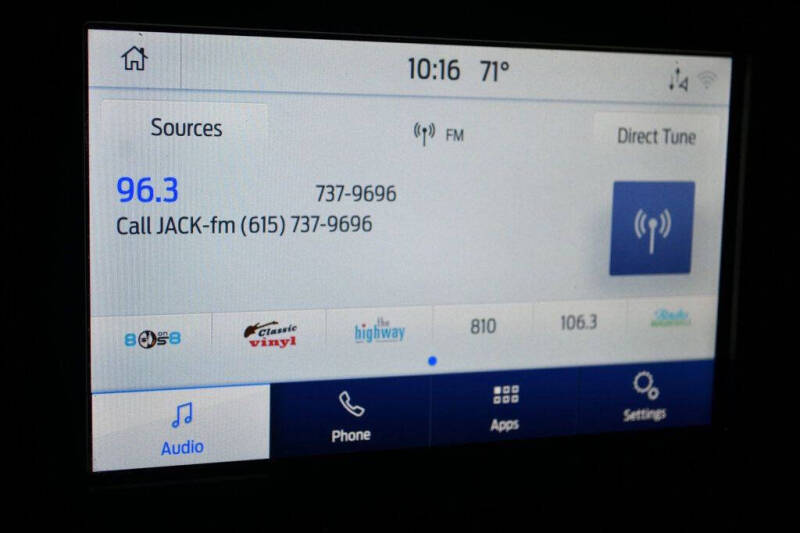 10:16 71°
Sources
FM
Direct Tune
96.3
737-9696
Call JACK-fm (615) 737-9696
80s on 8
Classic vinyl
the highway
810
106.3
Radio
Audio
Phone
Apps
Settings